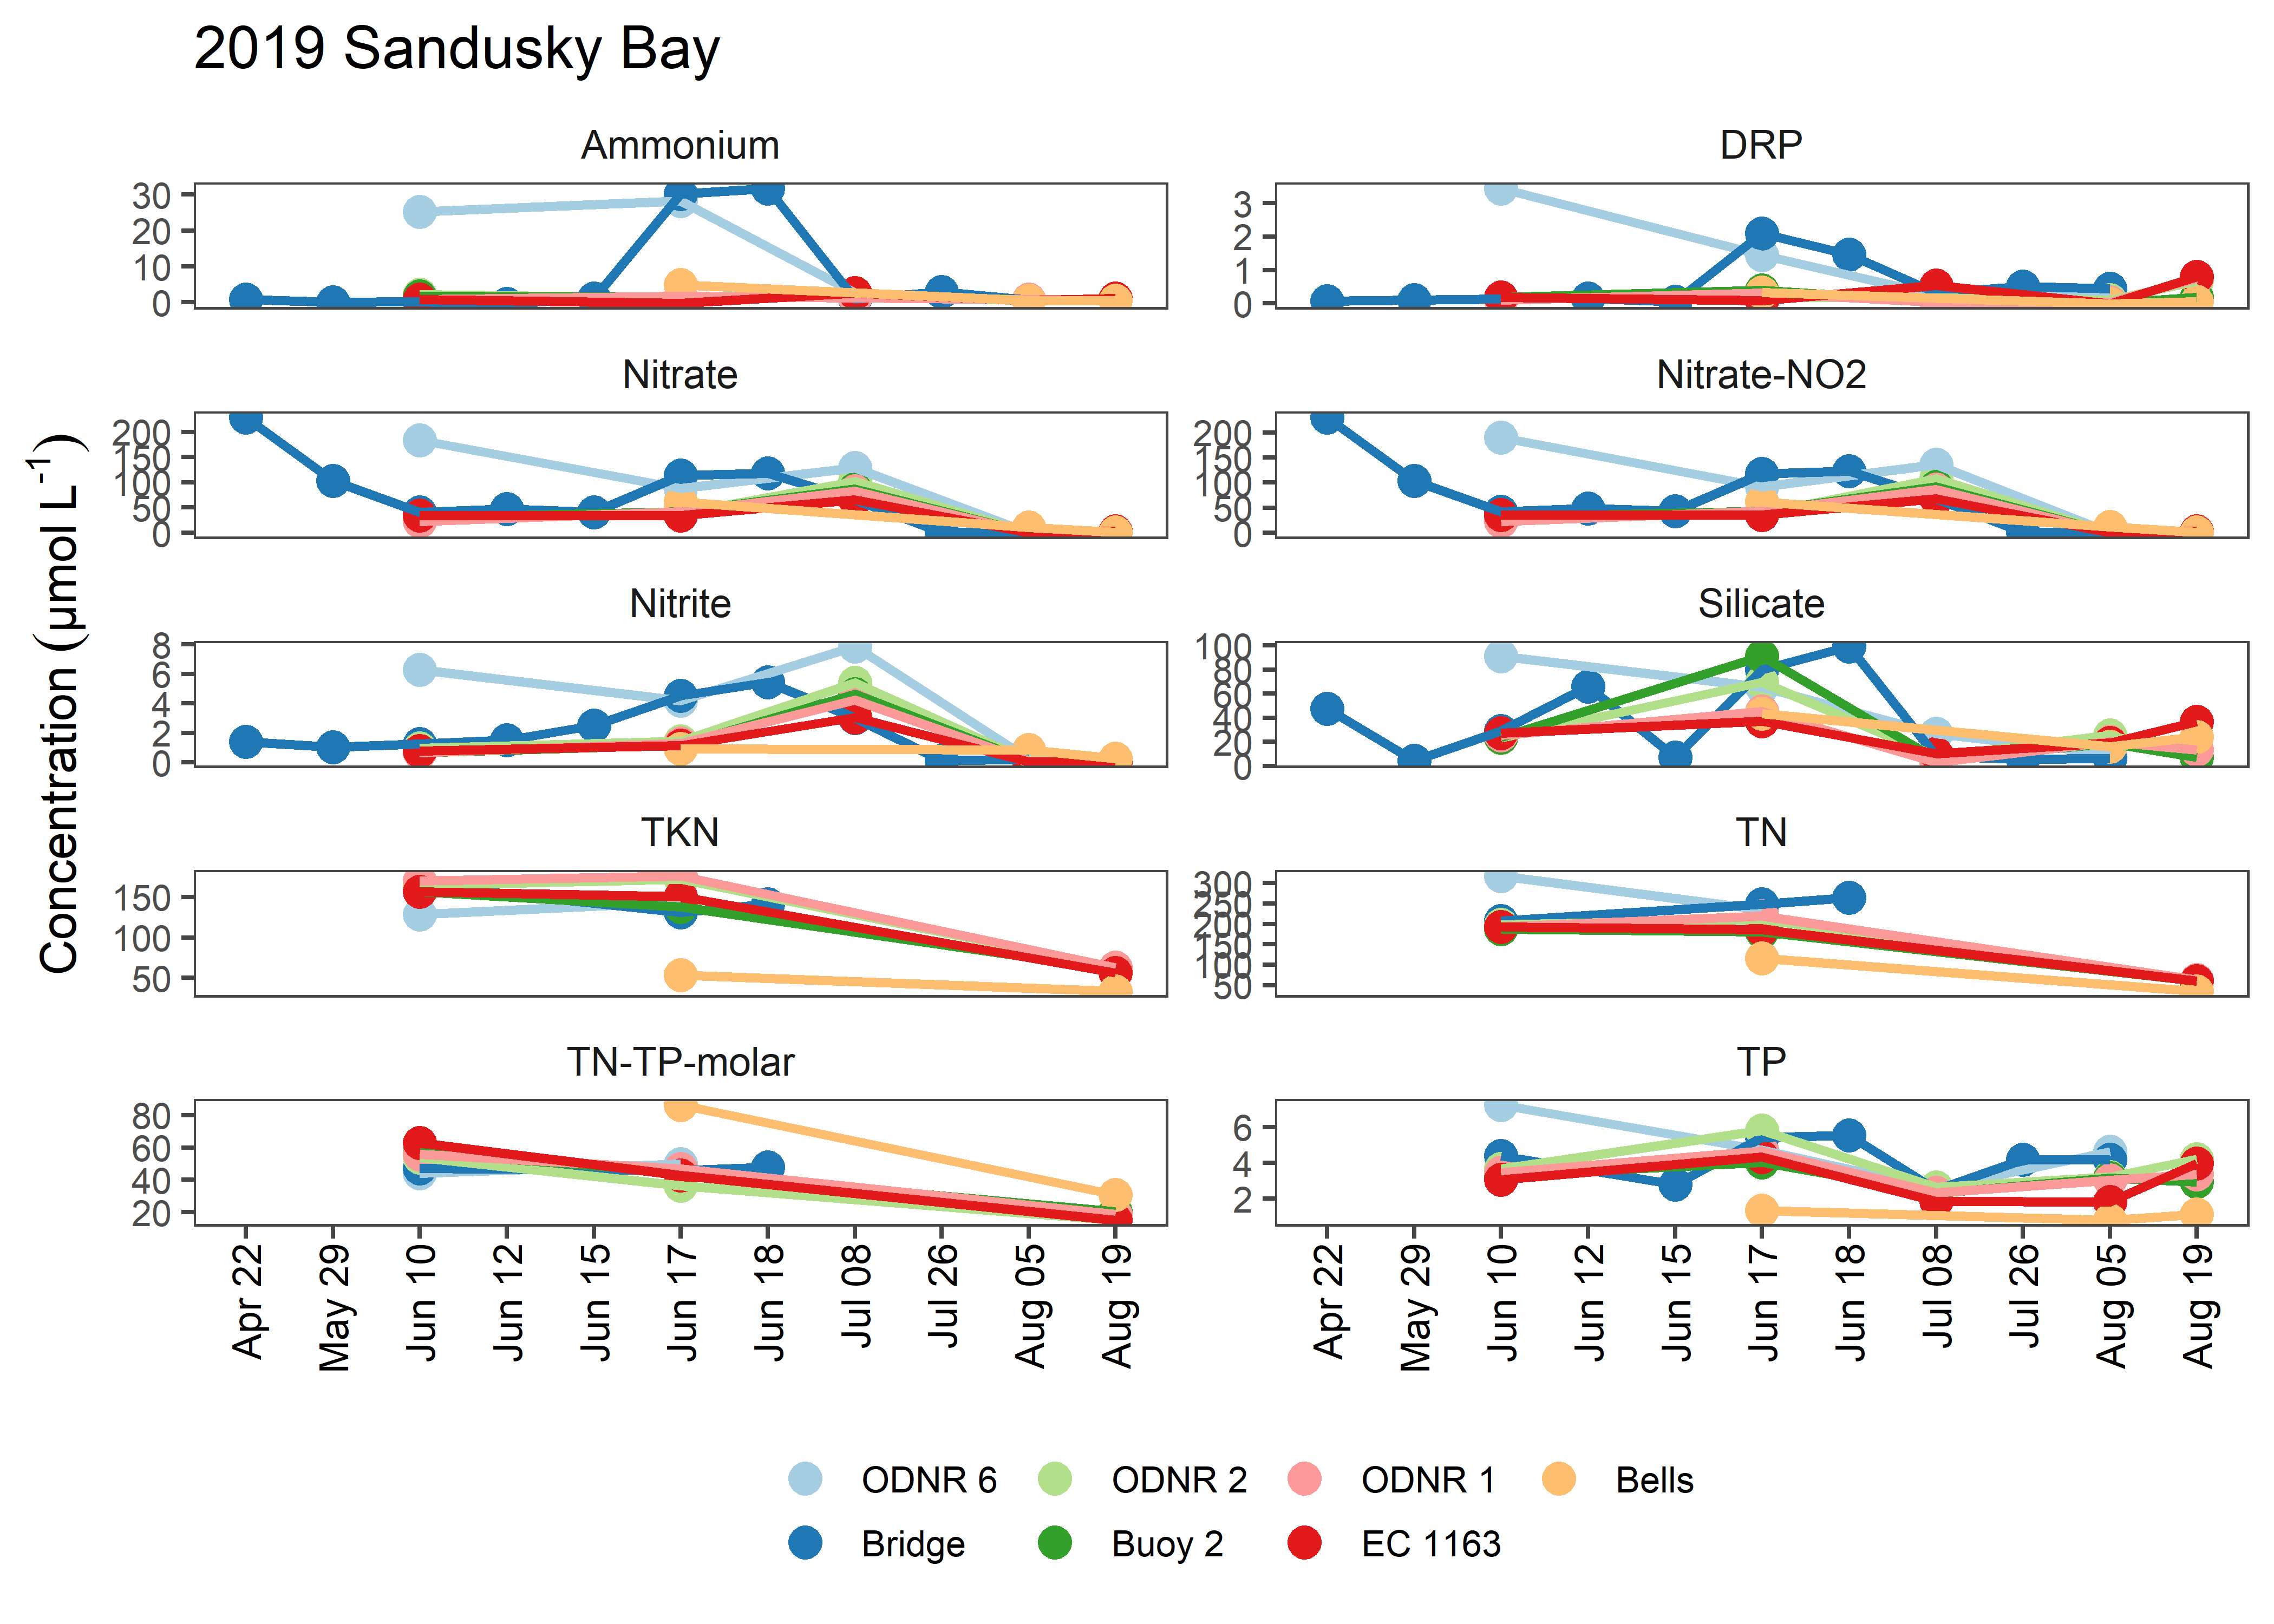 2019 Sandusky Bay
Concentration (µmol L⁻¹)
Ammonium
30
20
10
0
DRP
3
2
1
0
Nitrate
200
150
100
50
0
Nitrate-NO2
200
150
100
50
0
Nitrite
8
6
4
2
0
Silicate
100
80
60
40
20
0
TKN
150
100
50
TN
300
250
200
150
100
50
TN-TP-molar
80
60
40
20
TP
6
4
2
Apr 22
May 29
Jun 10
Jun 12
Jun 15
Jun 17
Jun 18
Jul 08
Jul 26
Aug 05
Aug 19
Apr 22
May 29
Jun 10
Jun 12
Jun 15
Jun 17
Jun 18
Jul 08
Jul 26
Aug 05
Aug 19
ODNR 6 ODNR 2 ODNR 1 Bells
Bridge Buoy 2 EC 1163